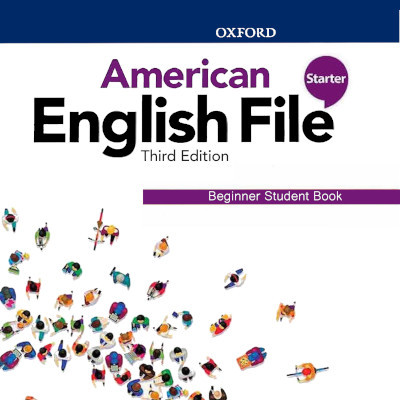 OXFORD
American
Starter
English File
Third Edition
Beginner Student Book